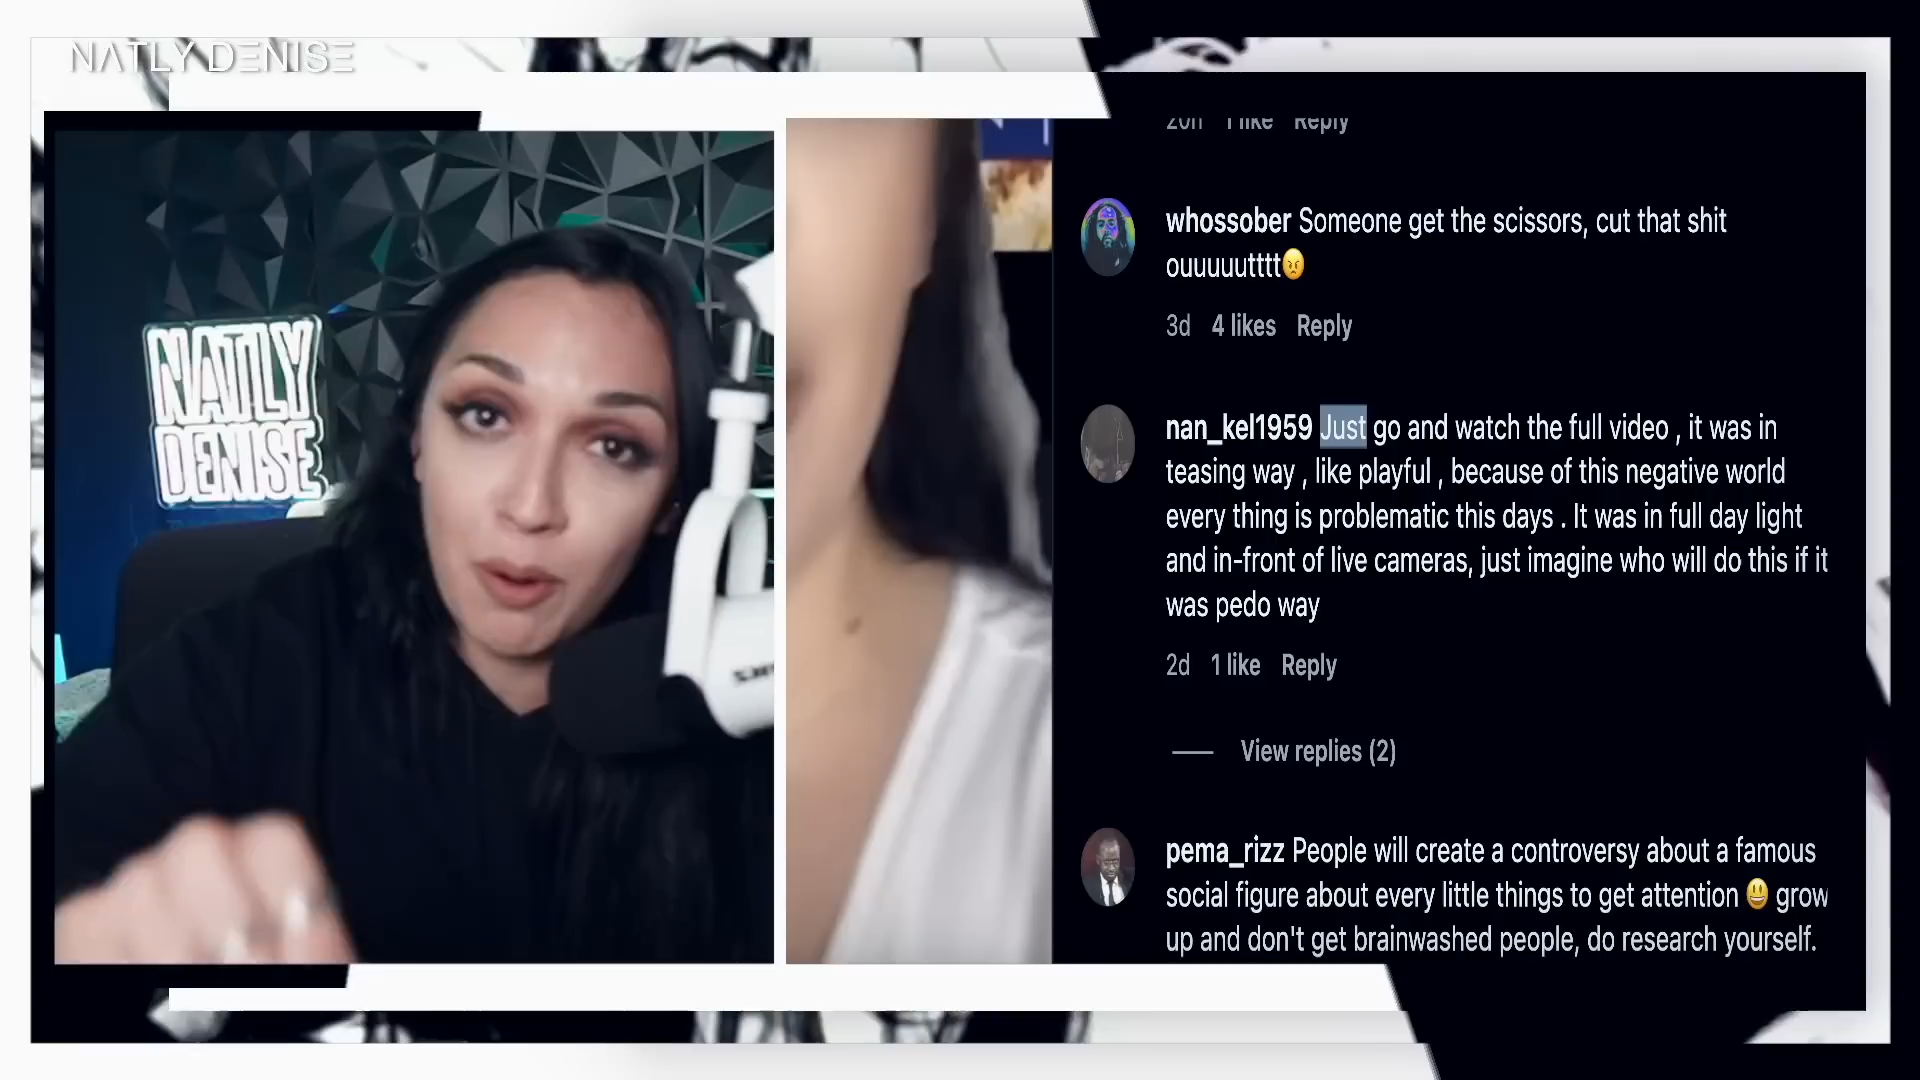 NATLY DENISE
NATLY
DENISE
20h 1 like Reply
whossober Someone get the scissors, cut that shit
ouuuuutttt😠
3d 4 likes Reply
nan_kel1959 Just go and watch the full video , it was in
teasing way , like playful , because of this negative world
every thing is problematic this days . It was in full day light
and in-front of live cameras, just imagine who will do this if it
was pedo way
2d 1 like Reply
View replies (2)
pema_rizz People will create a controversy about a famous
social figure about every little things to get attention 😃 grow
up and don't get brainwashed people, do research yourself.